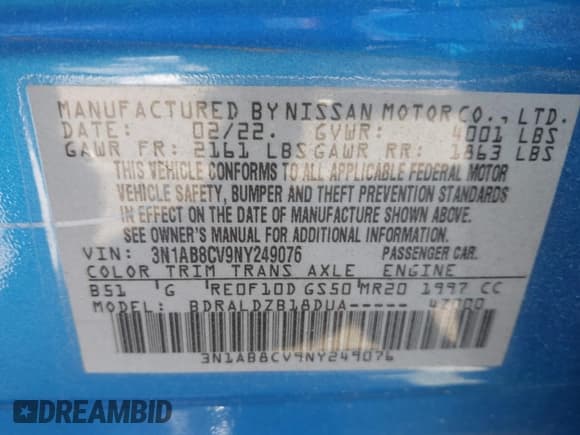 MANUFACTURED BY NISSAN MOTOR CO., LTD.
DATE: 02/22. GVWR: 4001 LBS
GAWR FR: 2161 LBS GAWR RR: 1863 LBS
THIS VEHICLE CONFORMS TO ALL APPLICABLE FEDERAL MOTOR
VEHICLE SAFETY, BUMPER AND THEFT PREVENTION STANDARDS
IN EFFECT ON THE DATE OF MANUFACTURE SHOWN ABOVE.
SEE OWNER'S MANUAL FOR ADDITIONAL INFORMATION.
VIN: 3N1AB8CV9NY249076 PASSENGER CAR.
COLOR TRIM TRANS AXLE ENGINE
B51 G RE0F10D GS50 MR20 1997 CC
MODEL: BDRALDZB18DUA----- 47000
3N1AB8CV9NY249076
DREAMBID